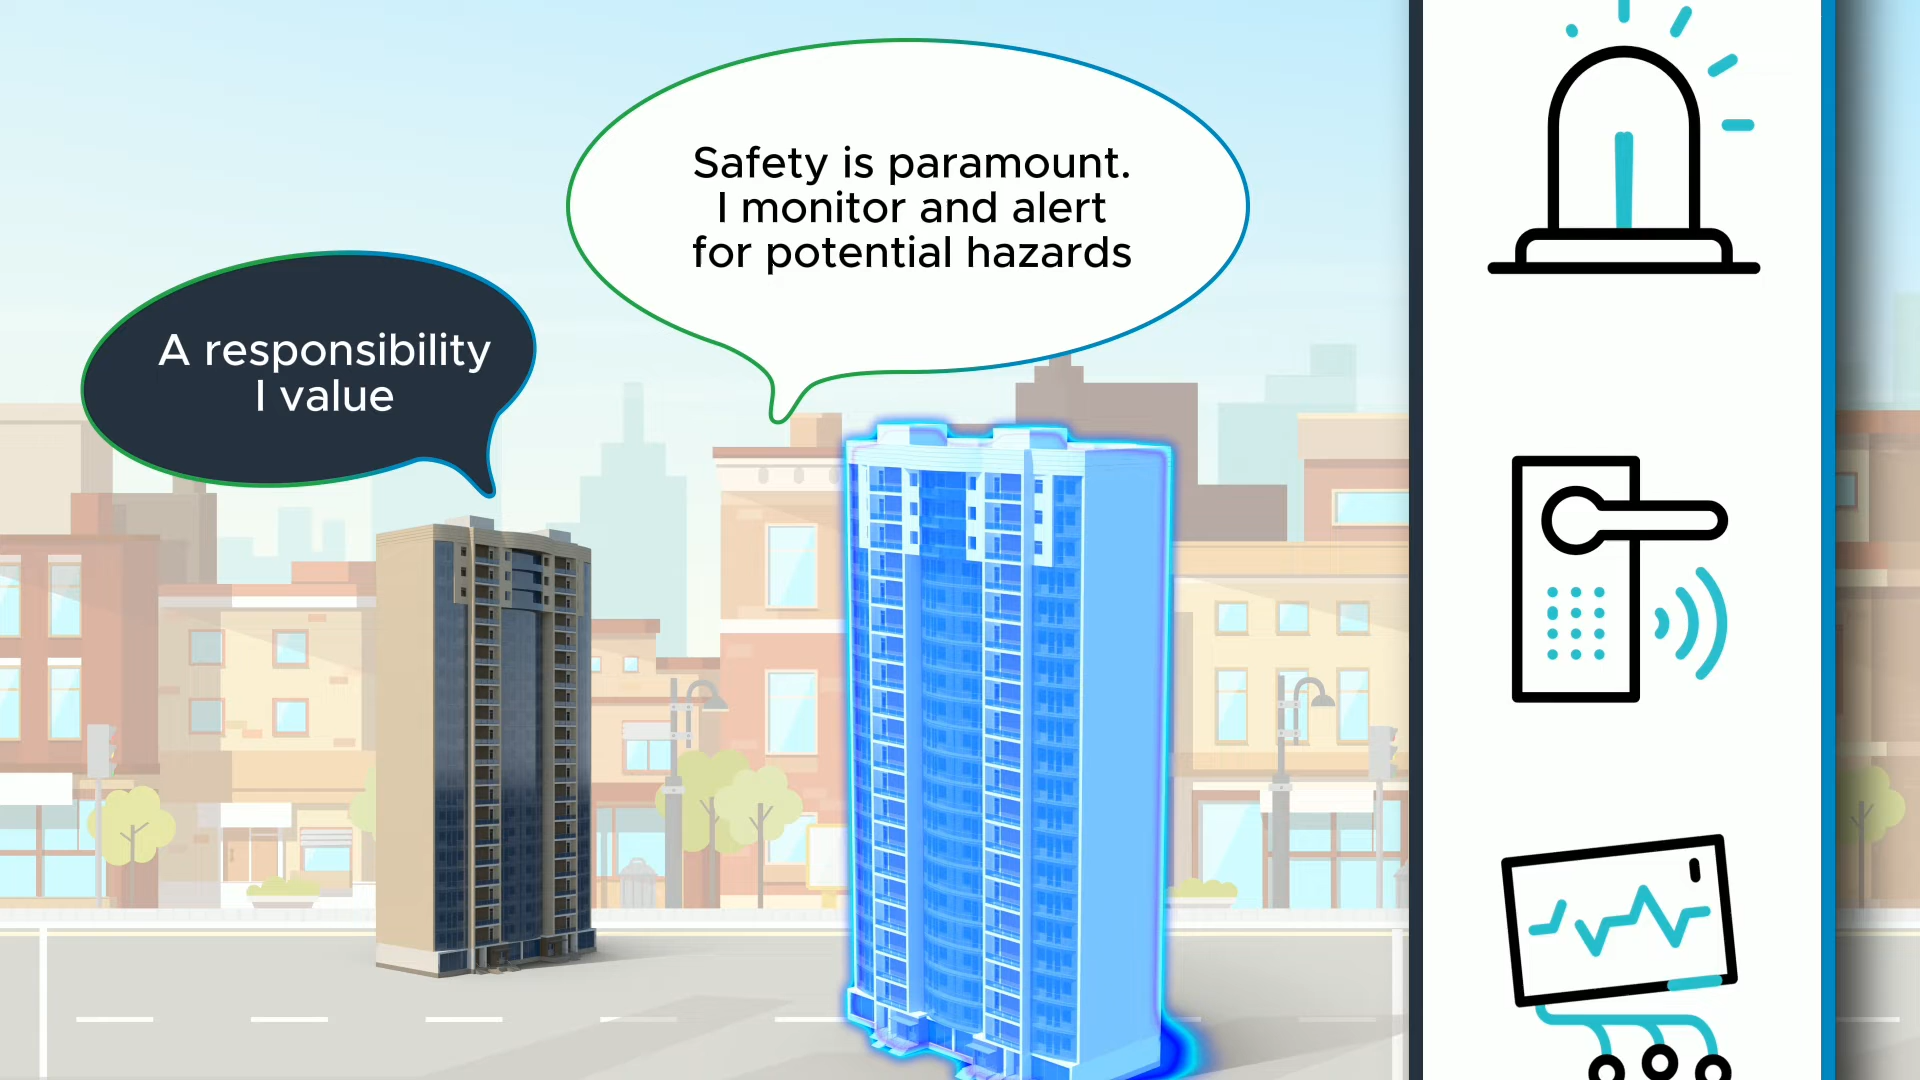 Safety is paramount.
I monitor and alert
for potential hazards
A responsibility
I value